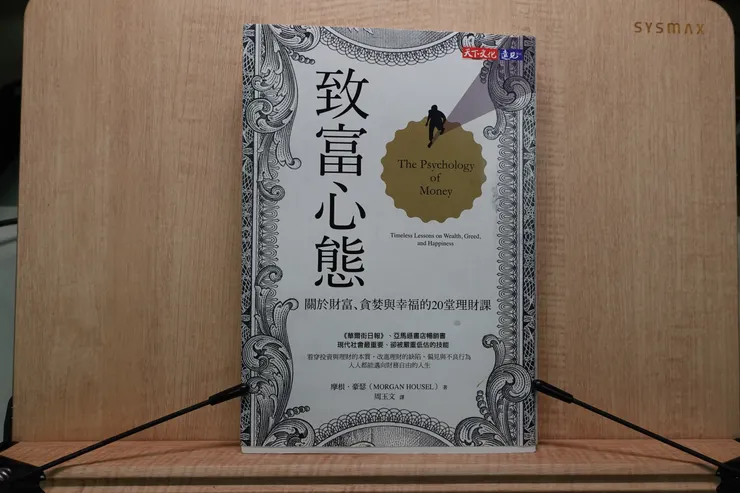 SYSMAX
天下文化 遠見
致富心態
The Psychology
of
Money
Timeless Lessons on Wealth, Greed,
and Happiness
關於財富、貪婪與幸福的20堂理財課
《華爾街日報》、亞馬遜書店暢銷書
現代社會最重要、卻被嚴重低估的技能
看穿投資與理財的本質,改進理財的缺陷、偏見與不良行為
人人都能邁向財務自由的人生
摩根.豪瑟(MORGAN HOUSEL) 著
周玉文 譯